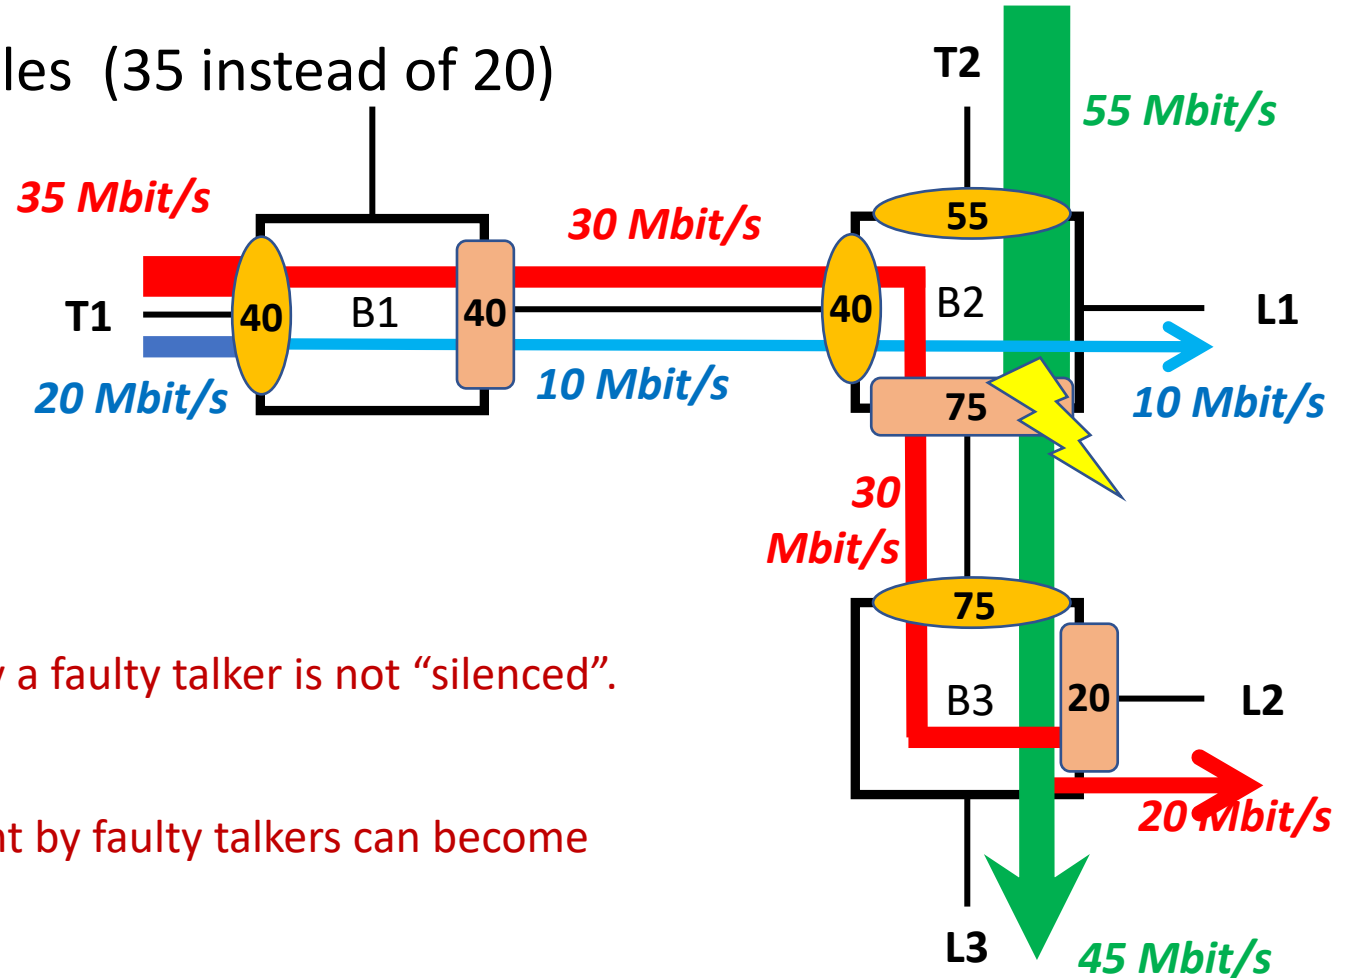 les (35 instead of 20)
T2
55 Mbit/s
35 Mbit/s
30 Mbit/s
55
T1
40
B1
40
40
B2
L1
20 Mbit/s
10 Mbit/s
75
10 Mbit/s
30
Mbit/s
75
y a faulty talker is not “silenced”.
B3
20
L2
20 Mbit/s
nt by faulty talkers can become
L3
45 Mbit/s